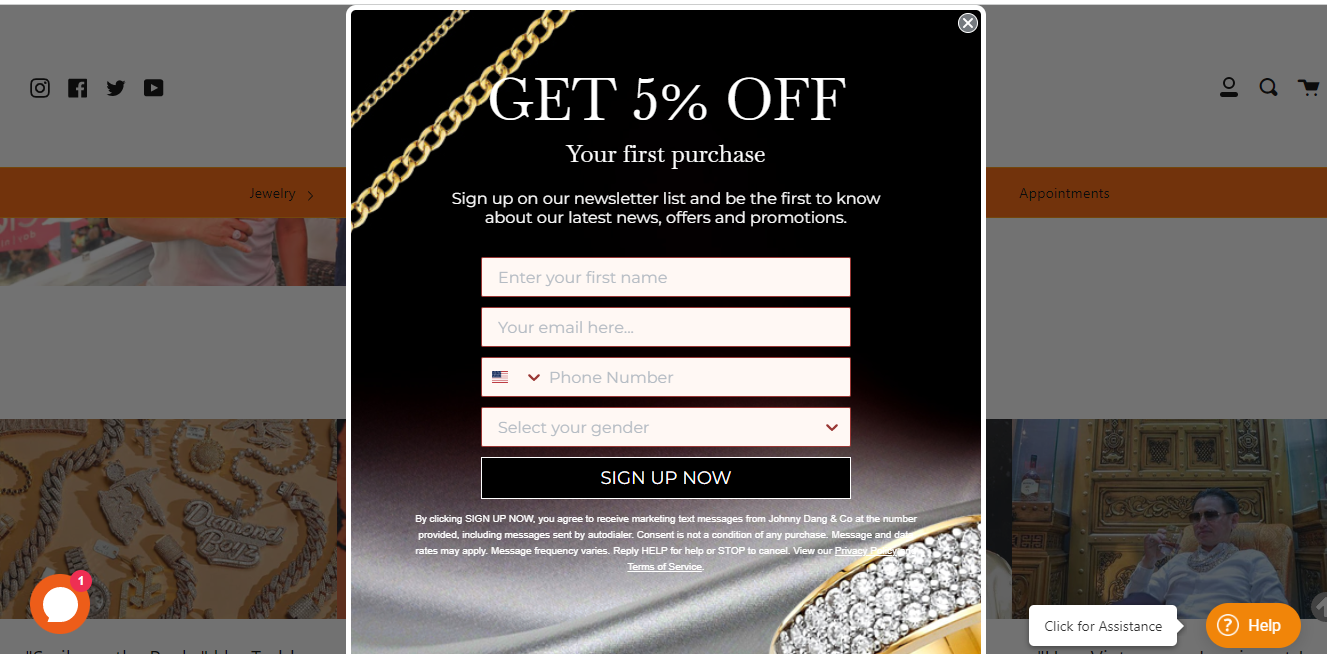 GET 5% OFF
Your first purchase
Sign up on our newsletter list and be the first to know
about our latest news, offers and promotions.
Jewelry
Appointments
Enter your first name
Your email here...
Phone Number
Select your gender
SIGN UP NOW
By clicking SIGN UP NOW, you agree to receive marketing text messages from Johnny Dang & Co at the number
provided, including messages sent by autodialer. Consent is not a condition of any purchase. Message and data
rates may apply. Message frequency varies. Reply HELP for help or STOP to cancel. View our Privacy Policy and
Terms of Service.
Diamond
Boyz
1
Click for Assistance
? Help